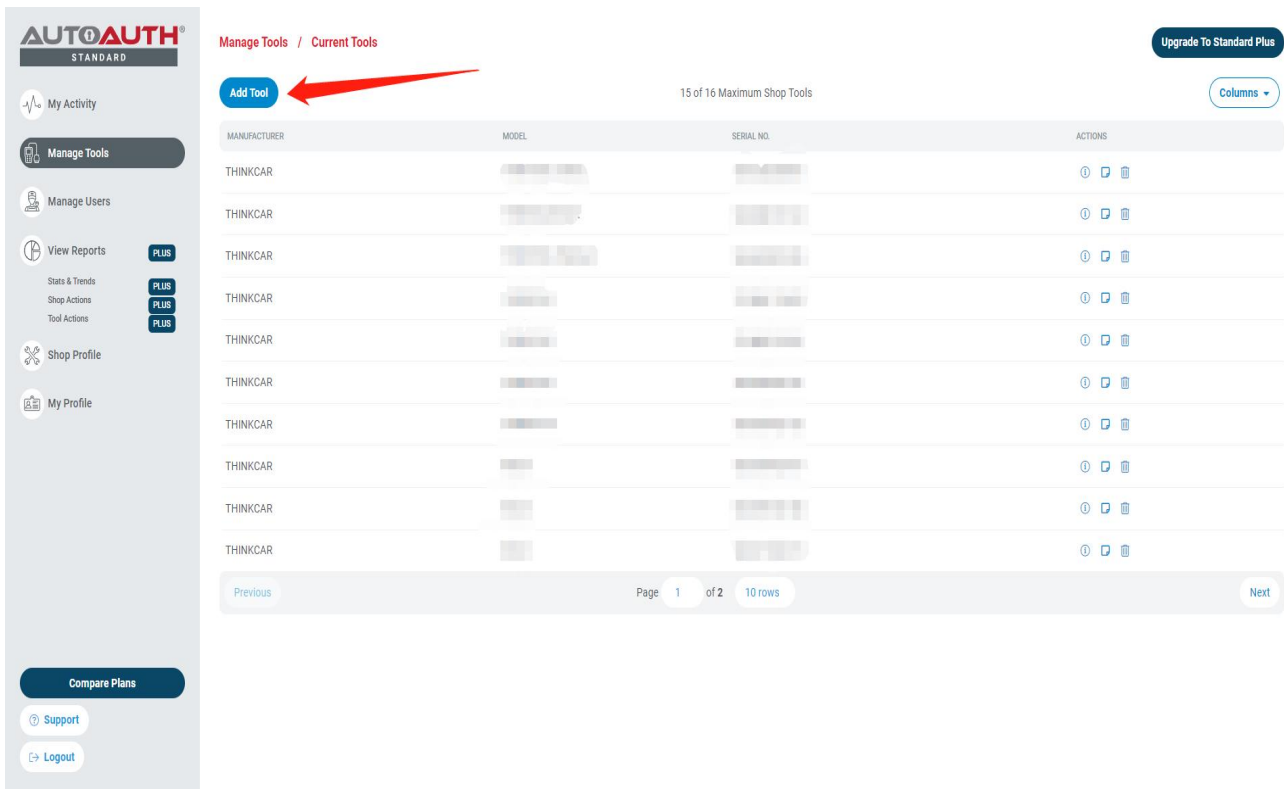 AUTOAUTH®
STANDARD
My Activity
Manage Tools
Manage Users
View Reports PLUS
Stats & Trends PLUS
Shop Actions PLUS
Tool Actions PLUS
Shop Profile
My Profile
Compare Plans
Support
Logout
Manage Tools / Current Tools
Upgrade To Standard Plus
Add Tool
15 of 16 Maximum Shop Tools
Columns
MANUFACTURER MODEL SERIAL NO. ACTIONS
THINKCAR
THINKCAR
THINKCAR
THINKCAR
THINKCAR
THINKCAR
THINKCAR
THINKCAR
THINKCAR
THINKCAR
Previous Page 1 of 2 10 rows Next